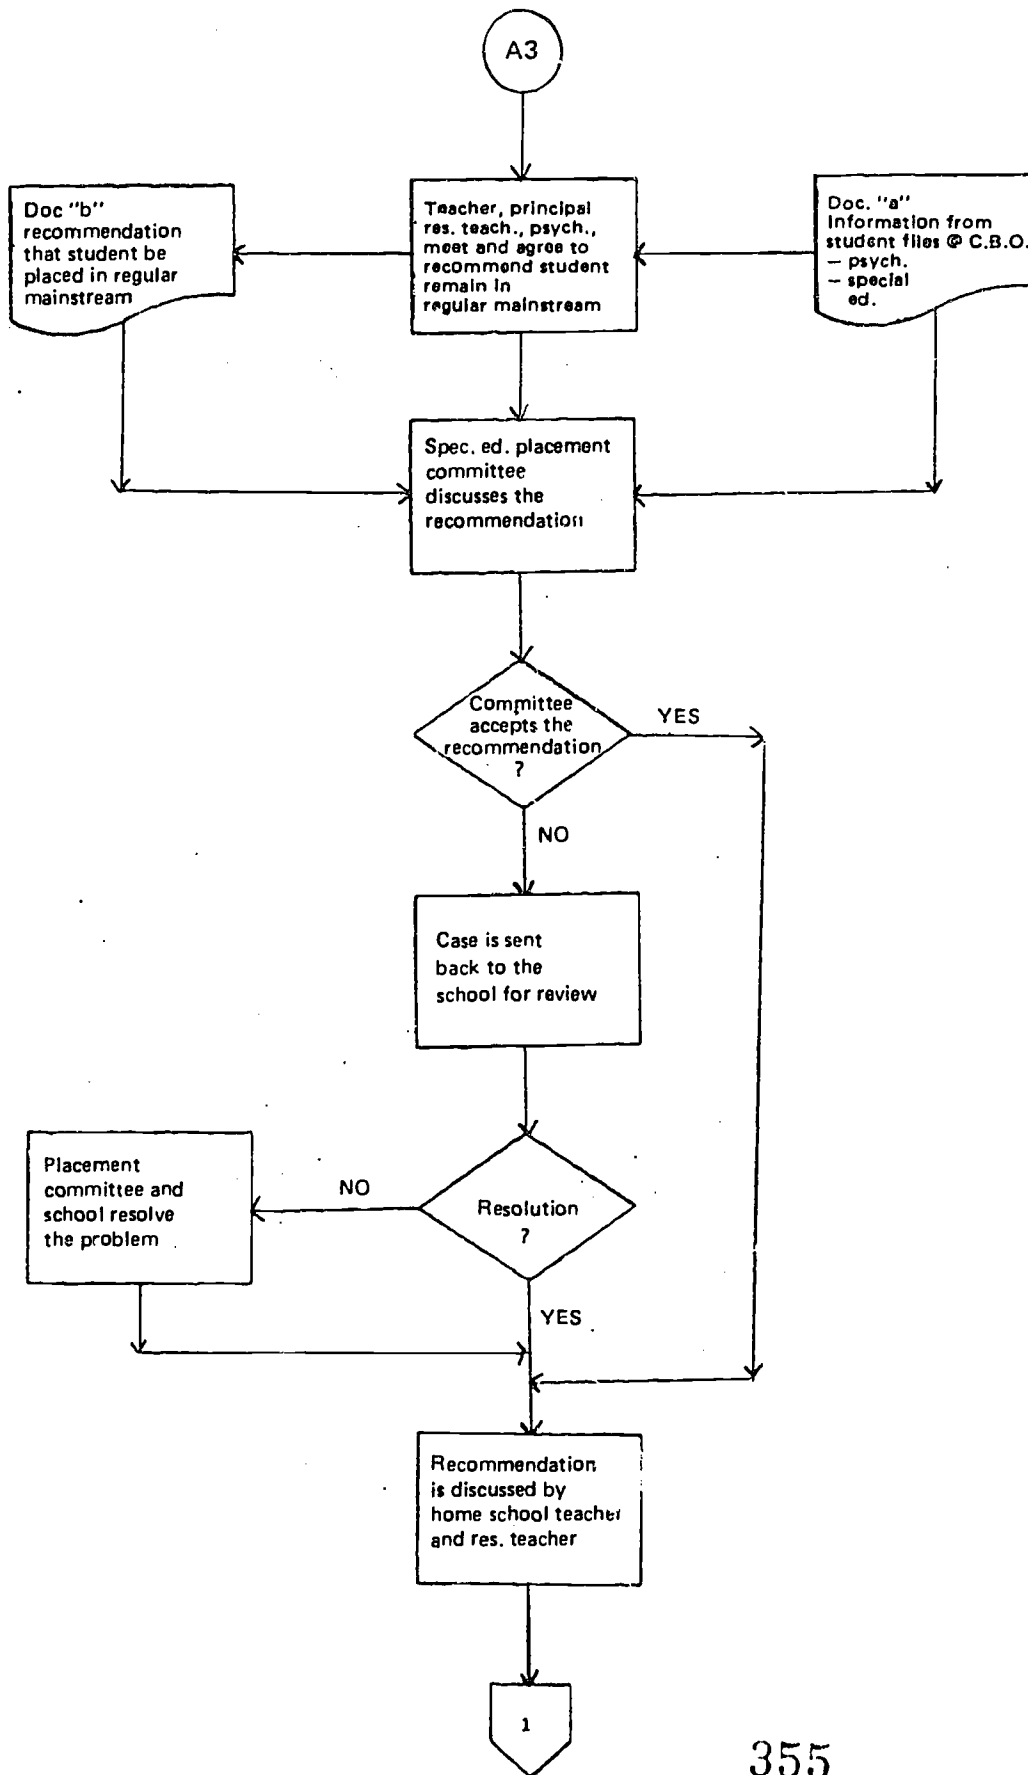 A3
Doc "b"
recommendation
that student be
placed in regular
mainstream
Teacher, principal
res. teach., psych.,
meet and agree to
recommend student
remain in
regular mainstream
Doc. "a"
Information from
student files @ C.B.O.
— psych.
— special
ed.
Spec. ed. placement
committee
discusses the
recommendation
Committee
accepts the
recommendation
?
YES
NO
Case is sent
back to the
school for review
Placement
committee and
school resolve
the problem
NO
Resolution
?
YES
Recommendation
is discussed by
home school teacher
and res. teacher
1
355